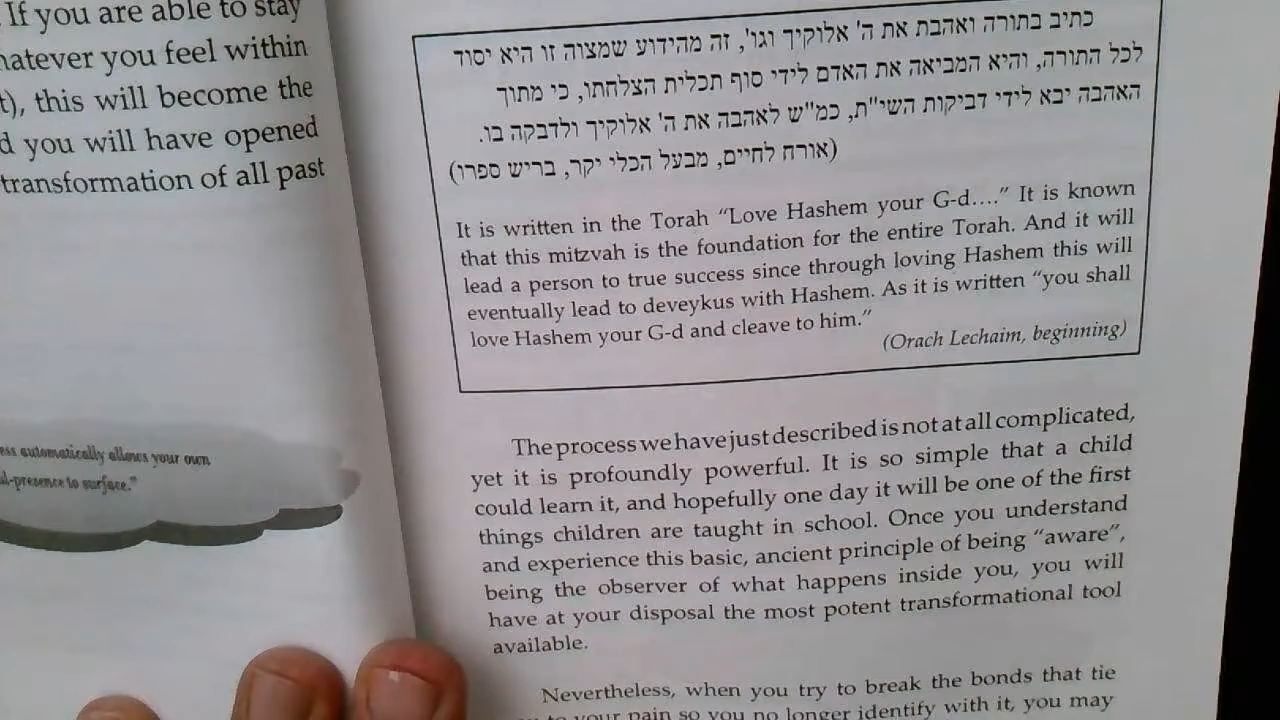 If you are able to stay
whatever you feel within
t), this will become the
d you will have opened
transformation of all past
ess automatically allows your own
ul-presence to surface."
כתיב בתורה ואהבת את ה' אלוקיך וגו', זה מהידוע שמצוה זו היא יסוד
לכל התורה, והיא המביאה את האדם לידי סוף תכלית הצלחתו, כי מתוך
האהבה יבא לידי דביקות השי"ת, כמ"ש לאהבה את ה' אלוקיך ולדבקה בו.
(אורח לחיים, מבעל הכלי יקר, בריש ספרו)
It is written in the Torah "Love Hashem your G-d...." It is known
that this mitzvah is the foundation for the entire Torah. And it will
lead a person to true success since through loving Hashem this will
eventually lead to deveykus with Hashem. As it is written "you shall
love Hashem your G-d and cleave to him."
(Orach Lechaim, beginning)
The process we have just described is not at all complicated,
yet it is profoundly powerful. It is so simple that a child
could learn it, and hopefully one day it will be one of the first
things children are taught in school. Once you understand
and experience this basic, ancient principle of being "aware",
being the observer of what happens inside you, you will
have at your disposal the most potent transformational tool
available.
Nevertheless, when you try to break the bonds that tie
to your pain so you no longer identify with it, you may